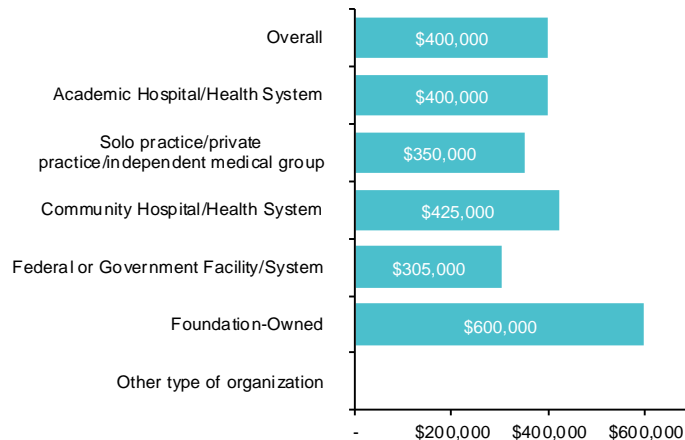 Overall
$400,000
Academic Hospital/Health System
$400,000
Solo practice/private
practice/independent medical group
$350,000
Community Hospital/Health System
$425,000
Federal or Government Facility/System
$305,000
Foundation-Owned
$600,000
Other type of organization
- $200,000 $400,000 $600,000